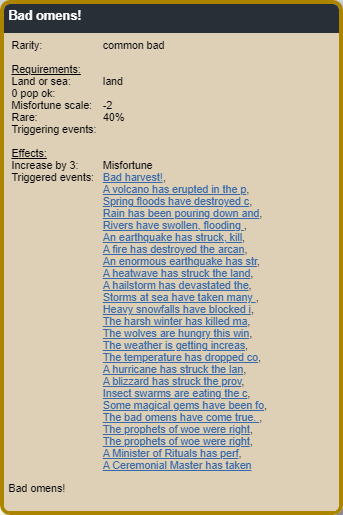 Bad omens!
Rarity: common bad
Requirements:
Land or sea: land
0 pop ok:
Misfortune scale: -2
Rare: 40%
Triggering events:
Effects:
Increase by 3: Misfortune
Triggered events: Bad harvest!,
A volcano has erupted in the p,
Spring floods have destroyed c,
Rain has been pouring down and,
Rivers have swollen, flooding ,
An earthquake has struck, kill,
A fire has destroyed the arcan,
An enormous earthquake has str,
A heatwave has struck the land,
A hailstorm has devastated the,
Storms at sea have taken many ,
Heavy snowfalls have blocked i,
The harsh winter has killed ma,
The wolves are hungry this win,
The weather is getting increas,
The temperature has dropped co,
A hurricane has struck the lan,
A blizzard has struck the prov,
Insect swarms are eating the c,
Some magical gems have been fo,
The bad omens have come true. ,
The prophets of woe were right,
The prophets of woe were right,
A Minister of Rituals has perf,
A Ceremonial Master has taken
Bad omens!